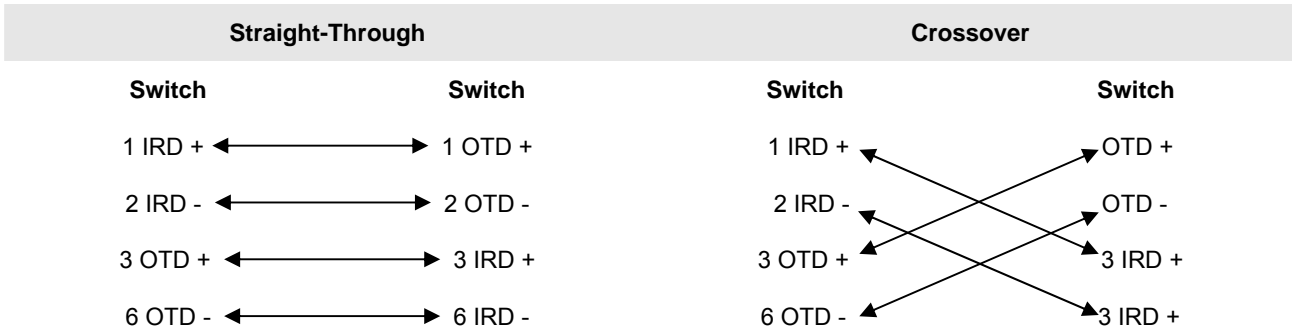 Straight-Through Crossover
Switch Switch Switch Switch
1 IRD + 1 OTD + 1 IRD + OTD +
2 IRD - 2 OTD - 2 IRD - OTD -
3 OTD + 3 IRD + 3 OTD + 3 IRD +
6 OTD - 6 IRD - 6 OTD - 3 IRD +